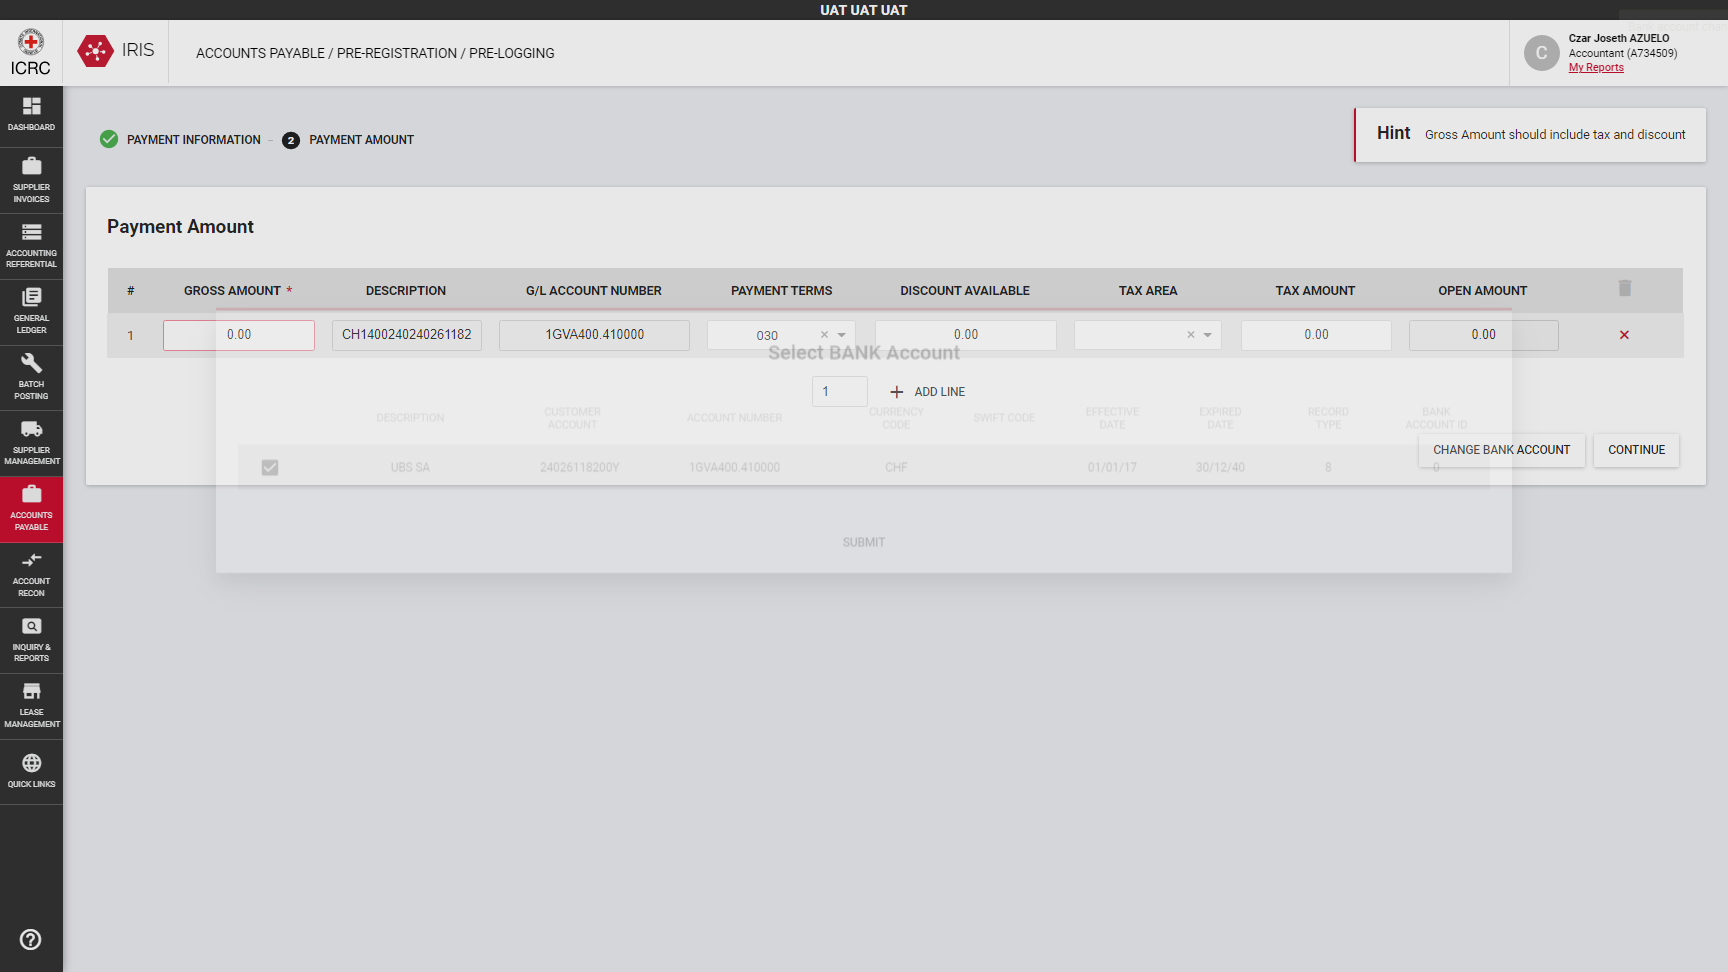 UAT UAT UAT
ICRC
IRIS
ACCOUNTS PAYABLE / PRE-REGISTRATION / PRE-LOGGING
C
Czar Joseth AZUELO
Accountant (A734509)
My Reports
DASHBOARD
SUPPLIER
INVOICES
ACCOUNTING
REFERENTIAL
GENERAL
LEDGER
BATCH
POSTING
SUPPLIER
MANAGEMENT
ACCOUNTS
PAYABLE
ACCOUNT
RECON
INQUIRY &
REPORTS
LEASE
MANAGEMENT
QUICK LINKS
PAYMENT INFORMATION - 2 PAYMENT AMOUNT
Hint Gross Amount should include tax and discount
Payment Amount
# GROSS AMOUNT * DESCRIPTION G/L ACCOUNT NUMBER PAYMENT TERMS DISCOUNT AVAILABLE TAX AREA TAX AMOUNT OPEN AMOUNT
1 0.00 CH1400240240261182 1GVA400.410000 030 0.00 0.00 0.00
1 ADD LINE
CHANGE BANK ACCOUNT CONTINUE
Select BANK Account
DESCRIPTION CUSTOMER ACCOUNT ACCOUNT NUMBER CURRENCY CODE SWIFT CODE EFFECTIVE DATE EXPIRED DATE RECORD TYPE BANK ACCOUNT ID
UBS SA 24026118200Y 1GVA400.410000 CHF 01/01/17 30/12/40 8 0
SUBMIT